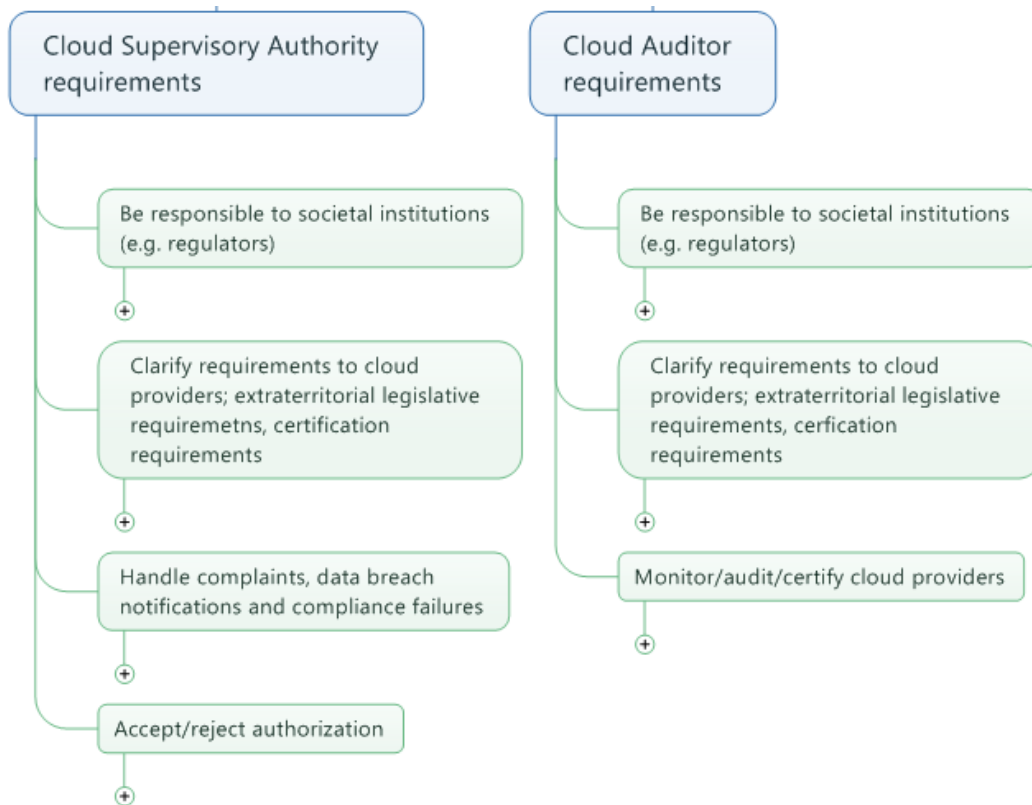 Cloud Supervisory Authority
requirements
Be responsible to societal institutions
(e.g. regulators)
Clarify requirements to cloud
providers; extraterritorial legislative
requiremetns, certification
requirements
Handle complaints, data breach
notifications and compliance failures
Accept/reject authorization
Cloud Auditor
requirements
Be responsible to societal institutions
(e.g. regulators)
Clarify requirements to cloud
providers; extraterritorial legislative
requirements, cerfication
requirements
Monitor/audit/certify cloud providers